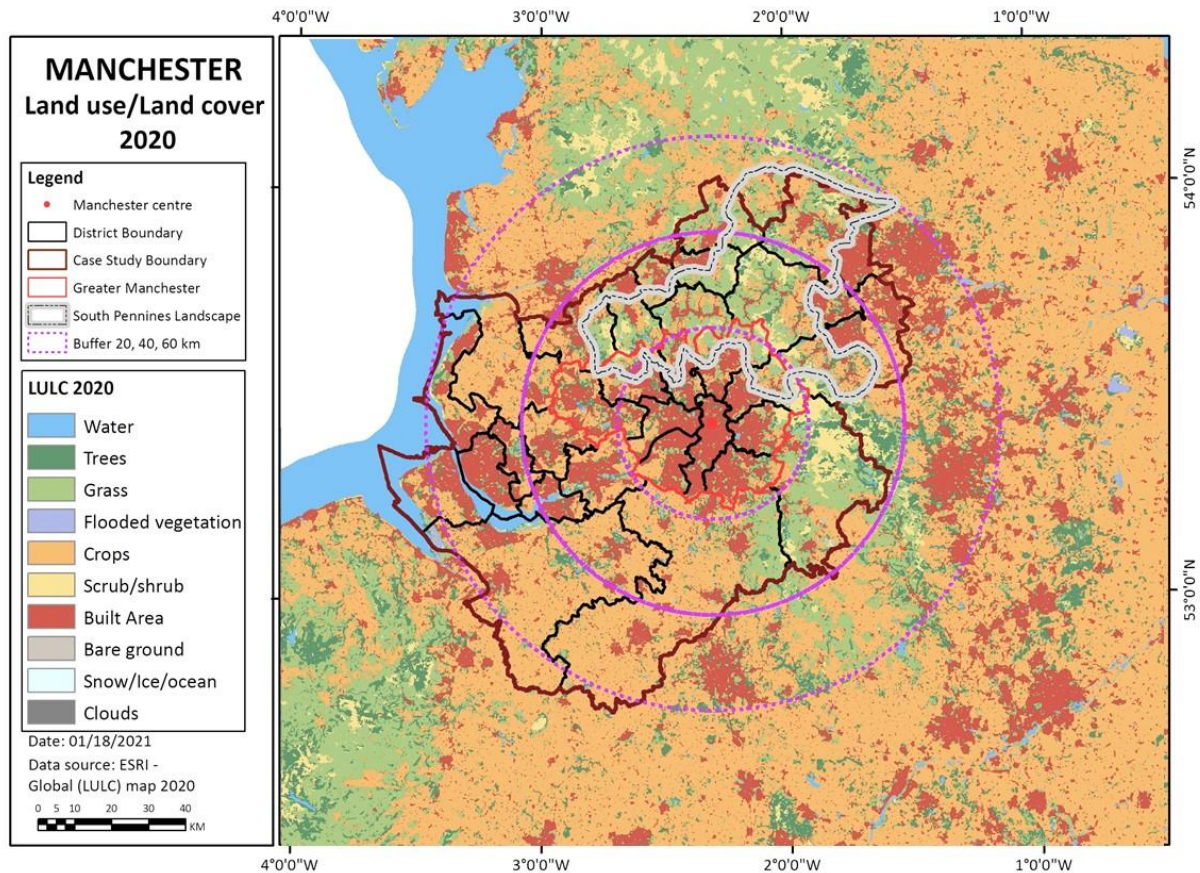 4°0'0"W
3°0'0"W
2°0'0"W
1°0'0"W
MANCHESTER
Land use/Land cover
2020
Legend
Manchester centre
District Boundary
Case Study Boundary
Greater Manchester
South Pennines Landscape
Buffer 20, 40, 60 km
LULC 2020
Water
Trees
Grass
Flooded vegetation
Crops
Scrub/shrub
Built Area
Bare ground
Snow/Ice/ocean
Clouds
Date: 01/18/2021
Data source: ESRI -
Global (LULC) map 2020
0 5 10 20 30 40
KM
54°0'0"N
53°0'0"N
4°0'0"W
3°0'0"W
2°0'0"W
1°0'0"W